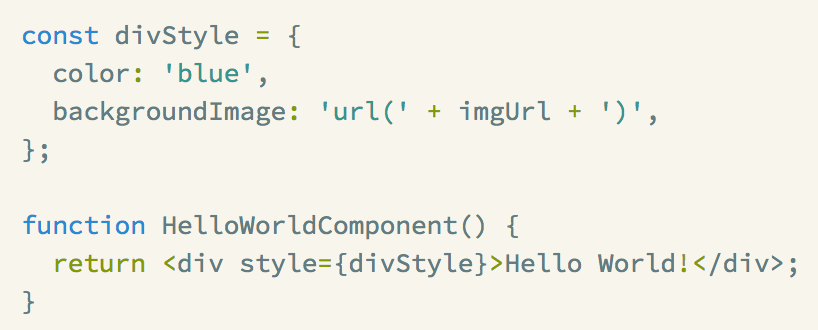 const divStyle = {
  color: 'blue',
  backgroundImage: 'url(' + imgUrl + ')',
};

function HelloWorldComponent() {
  return <div style={divStyle}>Hello World!</div>;
}